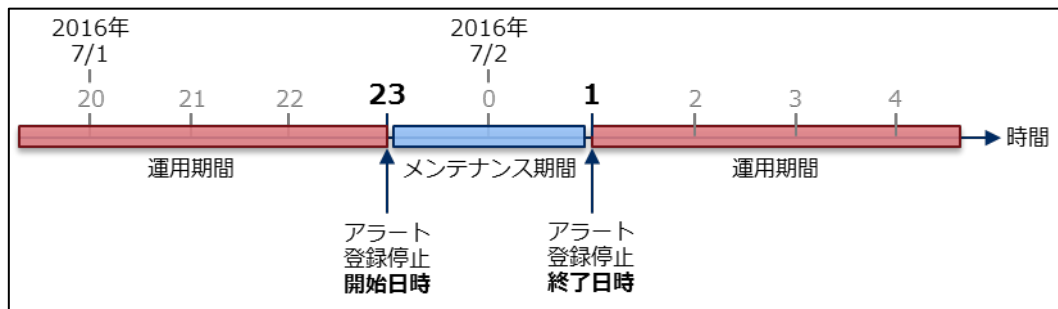 2016年
7/1
2016年
7/2
20
21
22
23
0
1
2
3
4
時間
運用期間
メンテナンス期間
運用期間
アラート
登録停止
開始日時
アラート
登録停止
終了日時